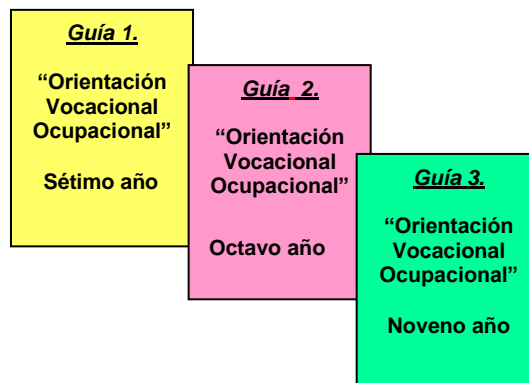 Guía 1.
“Orientación
Vocacional
Ocupacional”
Sétimo año
Guía 2.
“Orientación
Vocacional
Ocupacional”
Octavo año
Guía 3.
“Orientación
Vocacional
Ocupacional”
Noveno año